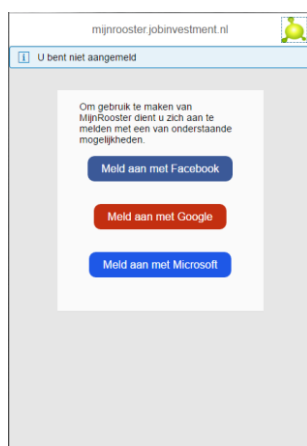 mijnrooster.jobinvestment.nl
i U bent niet aangemeld
Om gebruik te maken van
MijnRooster dient u zich aan te
melden met een van onderstaande
mogelijkheden.
Meld aan met Facebook
Meld aan met Google
Meld aan met Microsoft